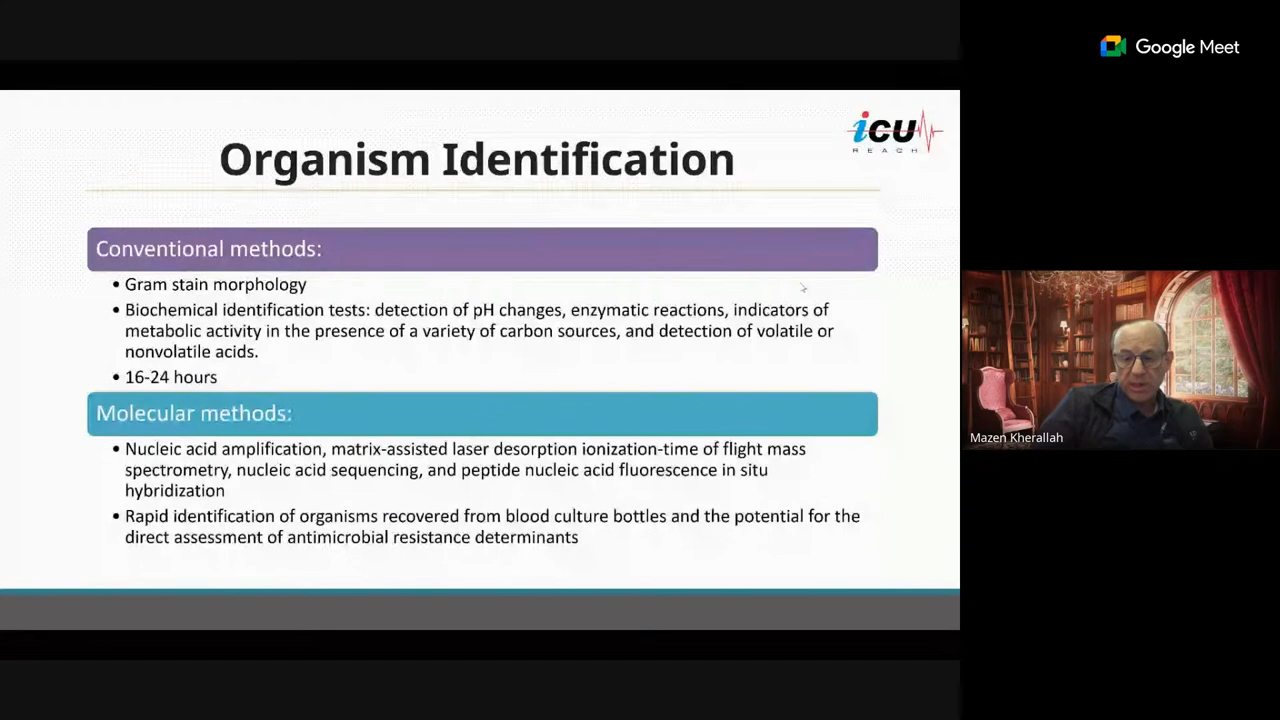 Google Meet
icu
REACH
Organism Identification
Conventional methods:
• Gram stain morphology
• Biochemical identification tests: detection of pH changes, enzymatic reactions, indicators of
metabolic activity in the presence of a variety of carbon sources, and detection of volatile or
nonvolatile acids.
• 16-24 hours
Molecular methods:
• Nucleic acid amplification, matrix-assisted laser desorption ionization-time of flight mass
spectrometry, nucleic acid sequencing, and peptide nucleic acid fluorescence in situ
hybridization
• Rapid identification of organisms recovered from blood culture bottles and the potential for the
direct assessment of antimicrobial resistance determinants
Mazen Kherallah